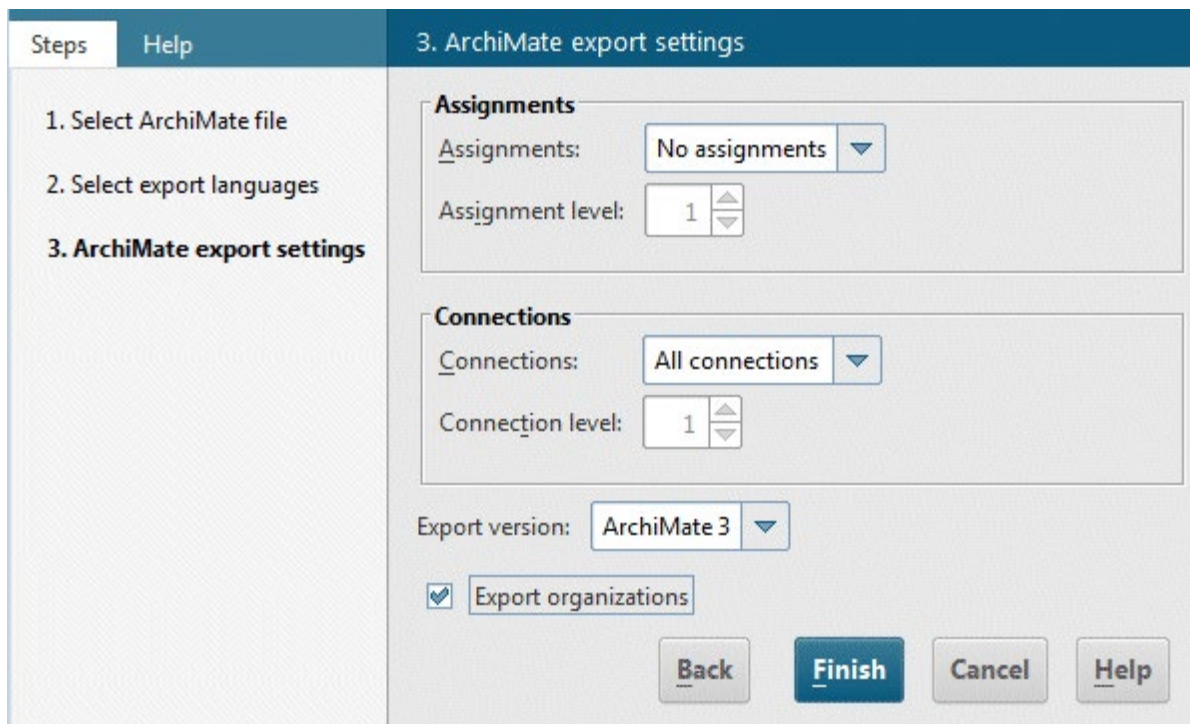 Steps Help
1. Select ArchiMate file
2. Select export languages
3. ArchiMate export settings
3. ArchiMate export settings
Assignments
Assignments: No assignments
Assignment level: 1
Connections
Connections: All connections
Connection level: 1
Export version: ArchiMate 3
Export organizations
Back Finish Cancel Help